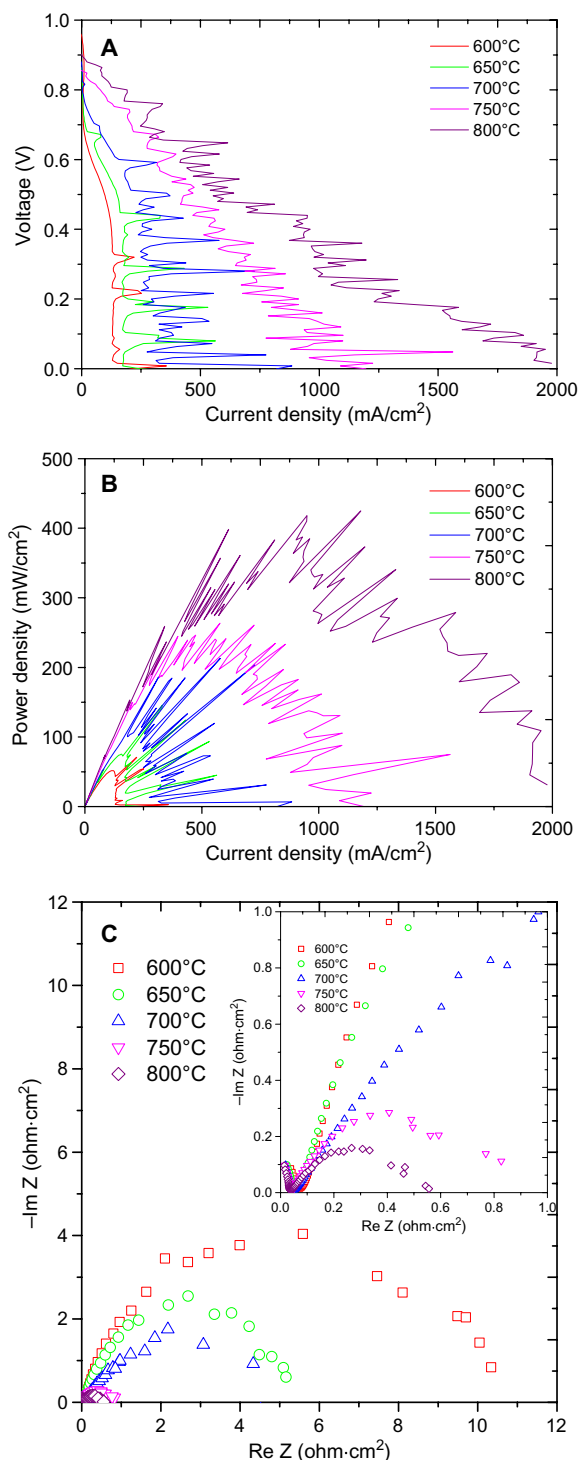 A
600°C
650°C
700°C
750°C
800°C
1.0
0.8
0.6
0.4
0.2
0.0
Voltage (V)
0
500
1000
1500
2000
Current density (mA/cm²)
B
600°C
650°C
700°C
750°C
800°C
500
400
300
200
100
0
Power density (mW/cm²)
0
500
1000
1500
2000
Current density (mA/cm²)
C
600°C
650°C
700°C
750°C
800°C
12
10
8
6
4
2
0
–Im Z (ohm·cm²)
0
2
4
6
8
10
12
Re Z (ohm·cm²)
600°C
650°C
700°C
750°C
800°C
1.0
0.8
0.6
0.4
0.2
0.0
–Im Z (ohm·cm²)
0.0
0.2
0.4
0.6
0.8
1.0
Re Z (ohm·cm²)